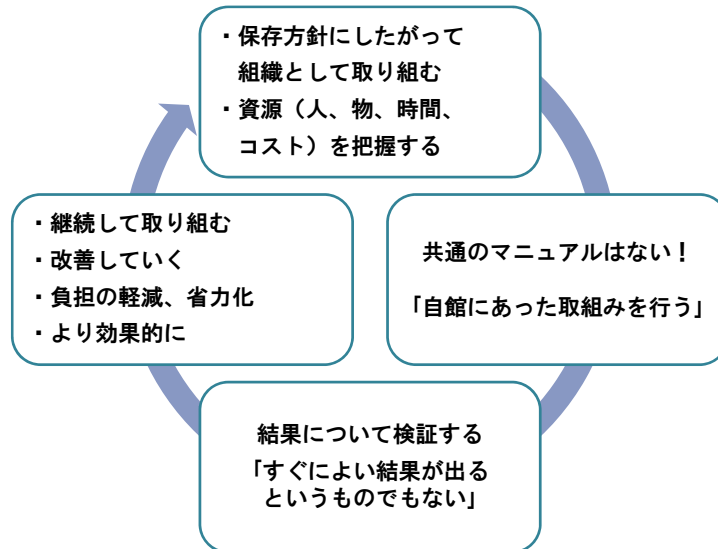 ・保存方針にしたがって
組織として取り組む
・資源（人、物、時間、
コスト）を把握する
共通のマニュアルはない！
「自館にあった取組みを行う」
結果について検証する
「すぐによい結果が出る
というものでもない」
・継続して取り組む
・改善していく
・負担の軽減、省力化
・より効果的に